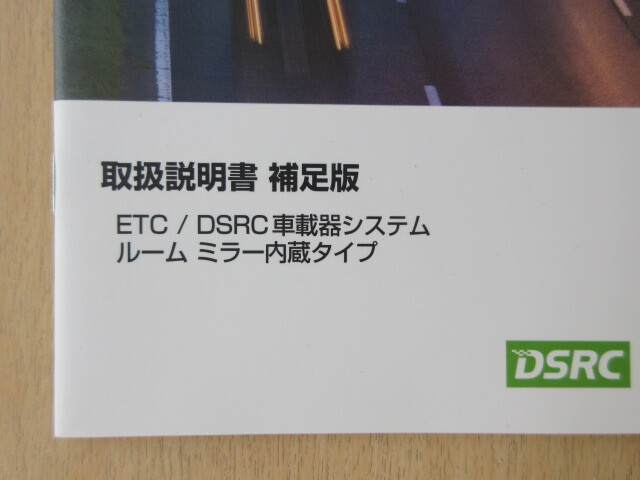 取扱説明書 補足版
ETC / DSRC車載器システム
ルーム ミラー内蔵タイプ
DSRC